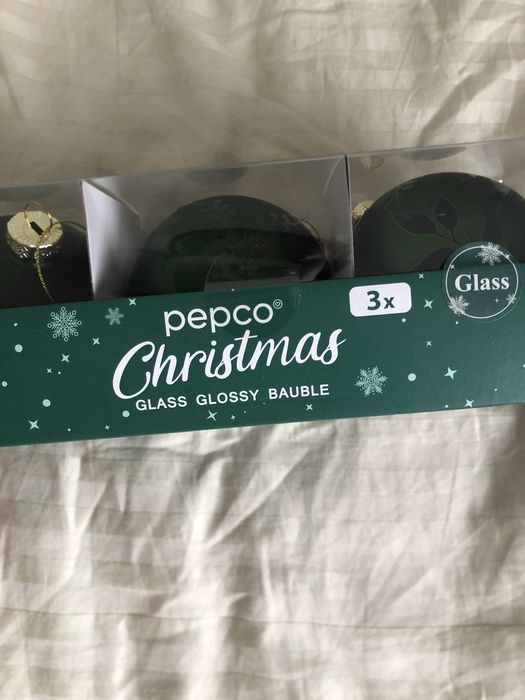 pepco®
3x
Glass
Christmas
GLASS GLOSSY BAUBLE